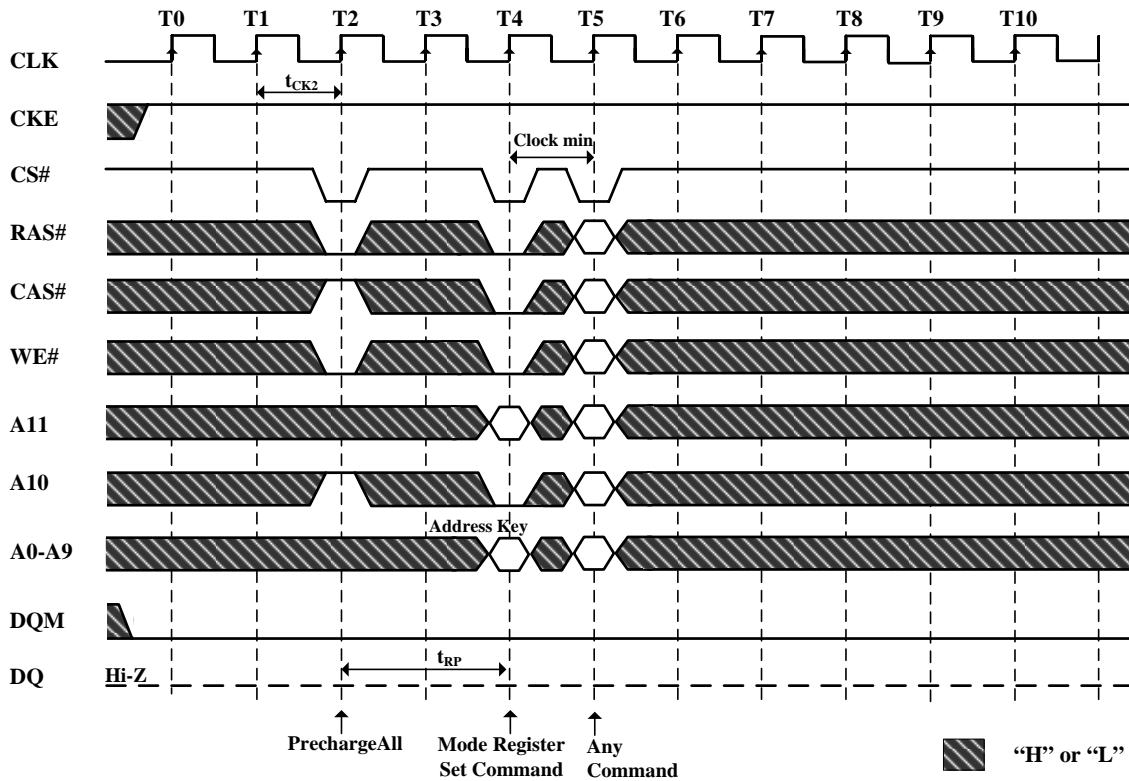 T0 T1 T2 T3 T4 T5 T6 T7 T8 T9 T10
CLK
tCK2
CKE
Clock min
CS#
RAS#
CAS#
WE#
A11
A10
Address Key
A0-A9
DQM
tRP
DQ Hi-Z
PrechargeAll
Mode Register
Set Command
Any
Command
“H” or “L”